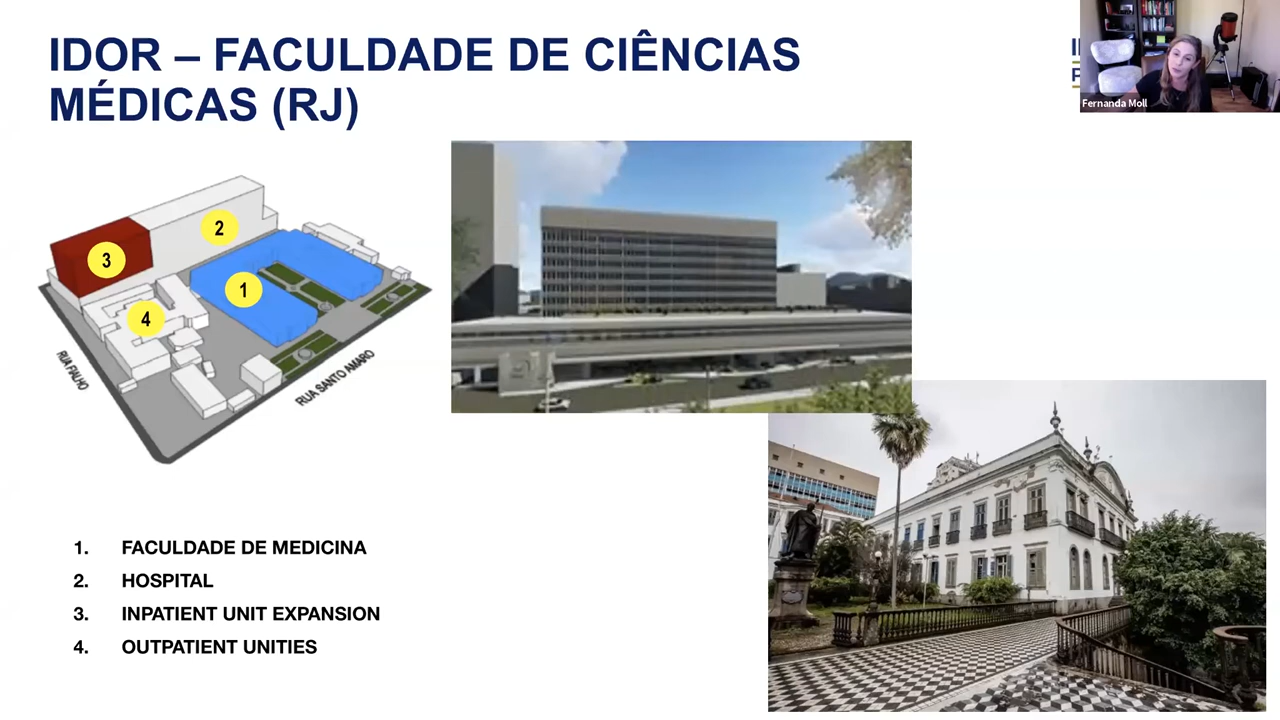 IDOR – FACULDADE DE CIÊNCIAS
MÉDICAS (RJ)
Fernanda Moll
3
2
1
4
RUA FIALHO
RUA SANTO AMARO
1. FACULDADE DE MEDICINA
2. HOSPITAL
3. INPATIENT UNIT EXPANSION
4. OUTPATIENT UNITIES